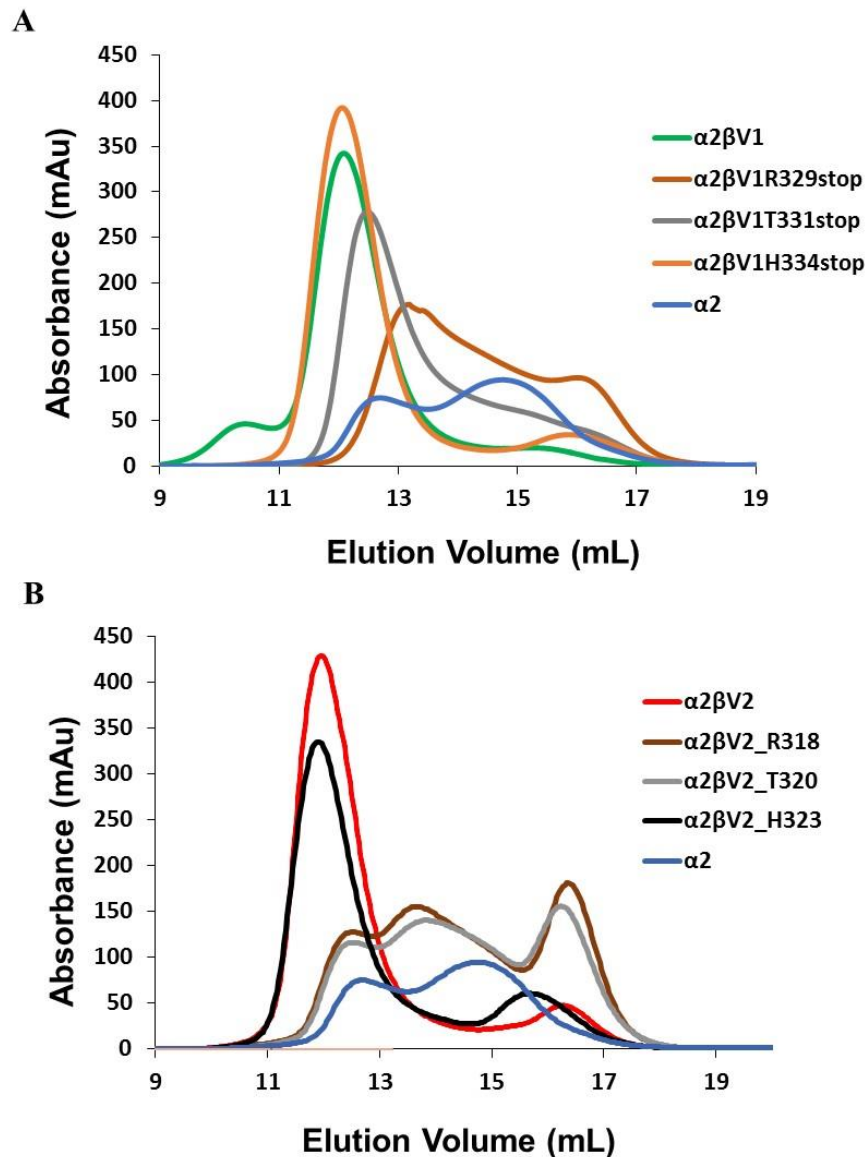 A
450
400
350
300
250
200
150
100
50
0
Absorbance (mAu)
9 11 13 15 17 19
Elution Volume (mL)
α2βV1
α2βV1R329stop
α2βV1T331stop
α2βV1H334stop
α2
B
450
400
350
300
250
200
150
100
50
0
Absorbance (mAu)
9 11 13 15 17 19
Elution Volume (mL)
α2βV2
α2βV2_R318
α2βV2_T320
α2βV2_H323
α2